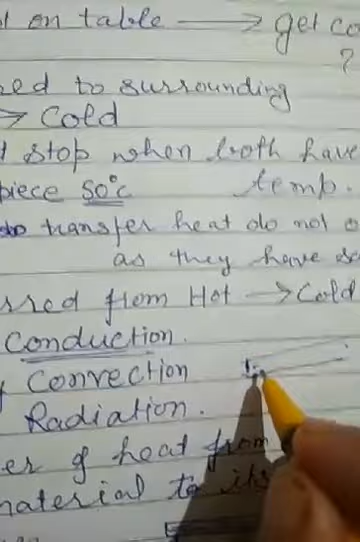 on table → get co
?
ed to surrounding
→ Cold
stop when both have
piece 50°c temp.
to transfer heat do not
as they have
rred from Hot → Cold
Conduction.
Convection
Radiation.
er of heat from
material to its